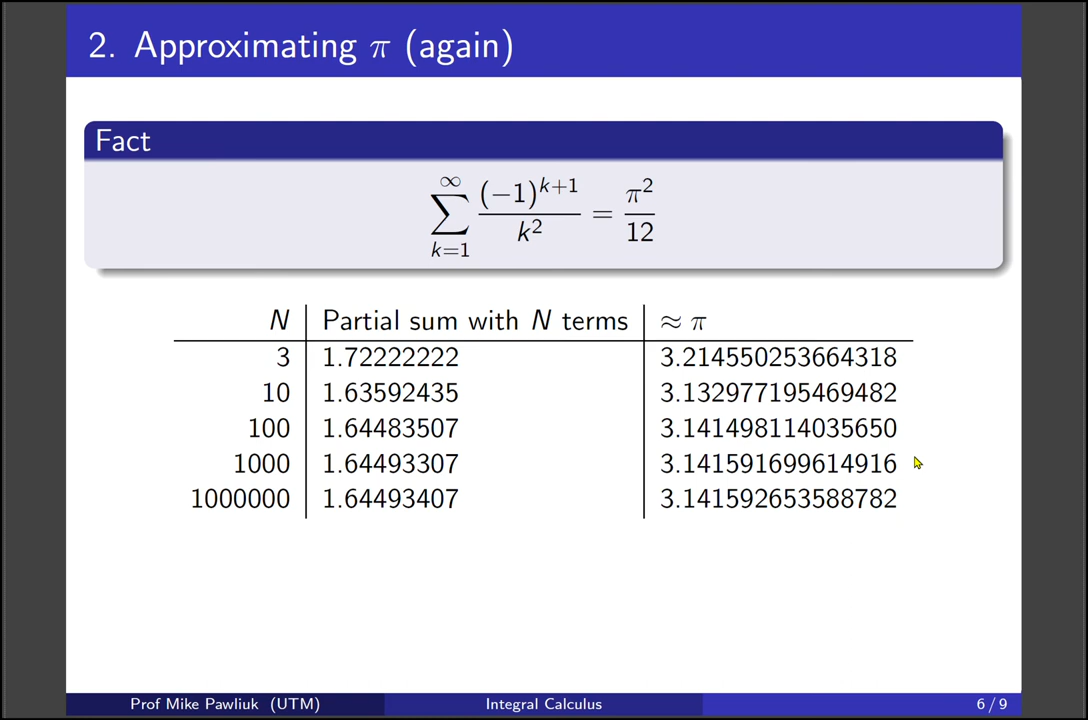 2. Approximating π (again)
Fact
∑_{k=1}^{∞} (−1)^{k+1} / k^2 = π^2 / 12
N Partial sum with N terms ≈ π
3 1.72222222 3.214550253664318
10 1.63592435 3.132977195469482
100 1.64483507 3.141498114035650
1000 1.64493307 3.141591699614916
1000000 1.64493407 3.141592653588782
Prof Mike Pawliuk (UTM) Integral Calculus 6 / 9